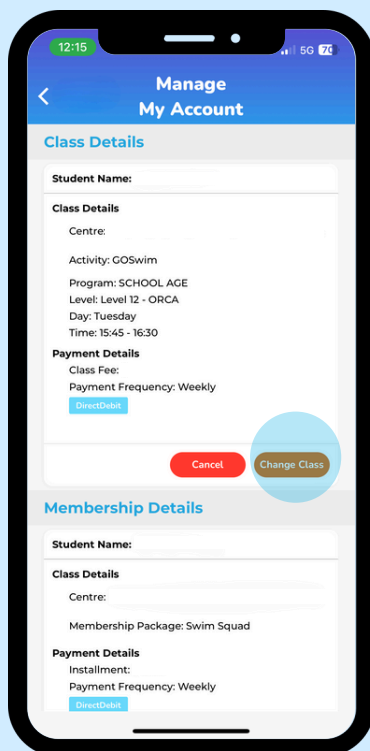 12:15
5G 70
Manage
My Account
Class Details
Student Name:
Class Details
Centre:
Activity: GOSwim
Program: SCHOOL AGE
Level: Level 12 - ORCA
Day: Tuesday
Time: 15:45 - 16:30
Payment Details
Class Fee:
Payment Frequency: Weekly
DirectDebit
Cancel Change Class
Membership Details
Student Name:
Class Details
Centre:
Membership Package: Swim Squad
Payment Details
Installment:
Payment Frequency: Weekly
DirectDebit